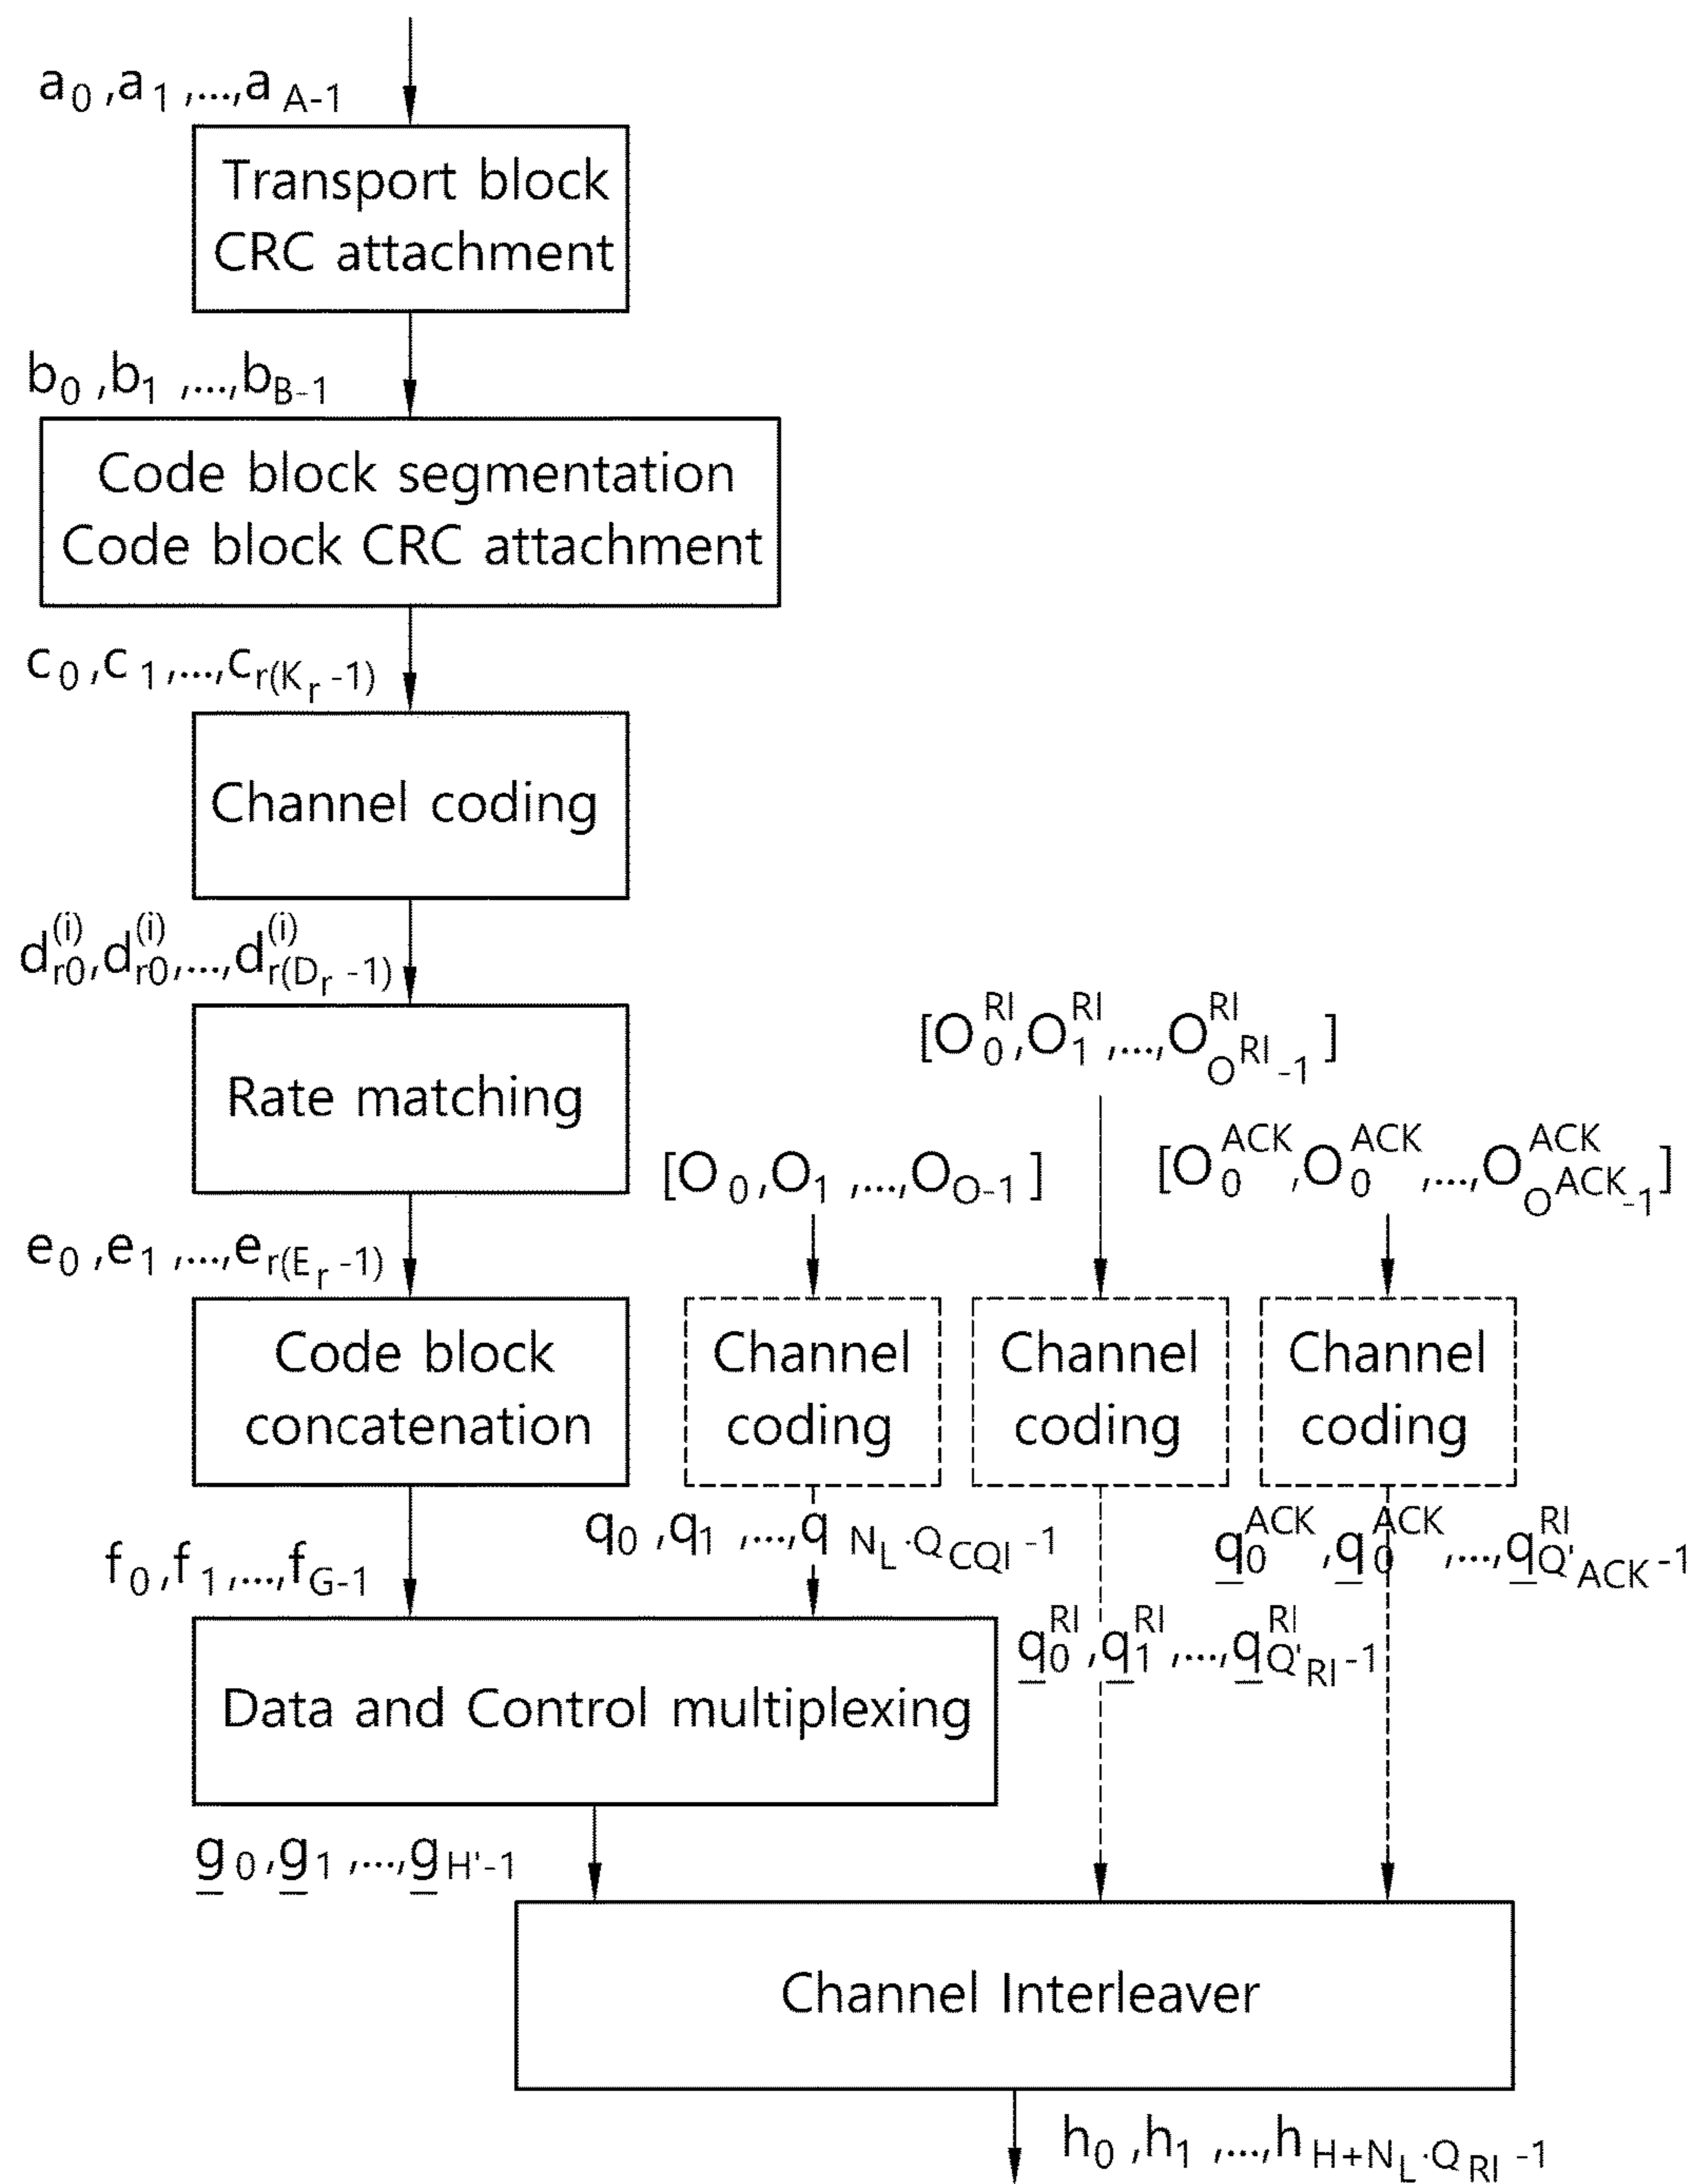 a0 ,a1 ,...,aA-1
Transport block
CRC attachment
b0 ,b1 ,...,bB-1
Code block segmentation
Code block CRC attachment
c0 ,c1 ,...,cr(Kr -1)
Channel coding
d(i)r0,d(i)r0,...,d(i)r(Dr -1)
Rate matching
[ORI0,ORI1,...,ORIORI-1 ]
[O0,O1 ,...,OO-1 ]
[OACK0,OACK0,...,OACKOACK-1]
e0 ,e1 ,...,er(Er -1)
Code block
concatenation
Channel
coding
Channel
coding
Channel
coding
f0,f1,...,fG-1
q0 ,q1 ,...,q NL·QCQI -1
qACK0,qACK0,...,qRIQ'ACK -1
qRI0,qRI1,...,qRIQ'RI -1
Data and Control multiplexing
g0,g1 ,...,gH'-1
Channel Interleaver
h0 ,h1 ,...,hH+NL·QRI -1